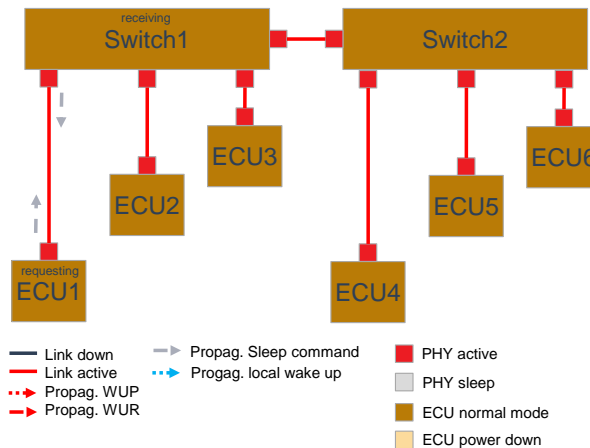 receiving
Switch1
Switch2
ECU3
ECU6
ECU2
ECU5
requesting
ECU1
ECU4
Link down
Link active
Propag. WUP
Propag. WUR
Propag. Sleep command
Progag. local wake up
PHY active
PHY sleep
ECU normal mode
ECU power down